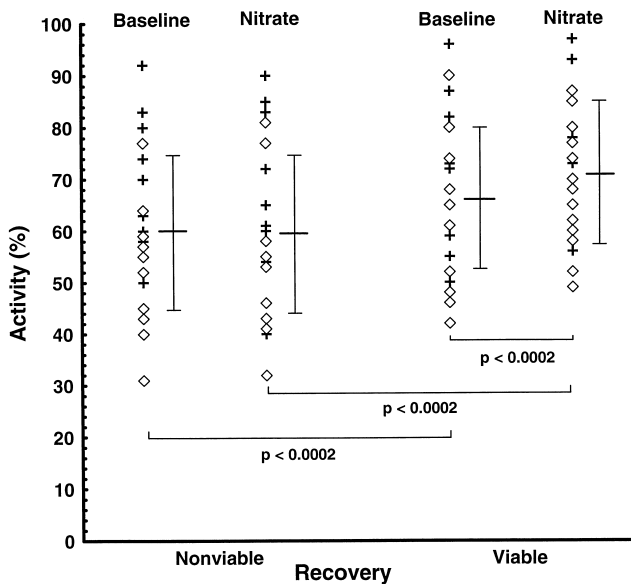 Baseline Nitrate Baseline Nitrate
100
90
80
70
60
50
40
30
20
10
0
Activity (%)
p < 0.0002
p < 0.0002
p < 0.0002
Nonviable Viable
Recovery